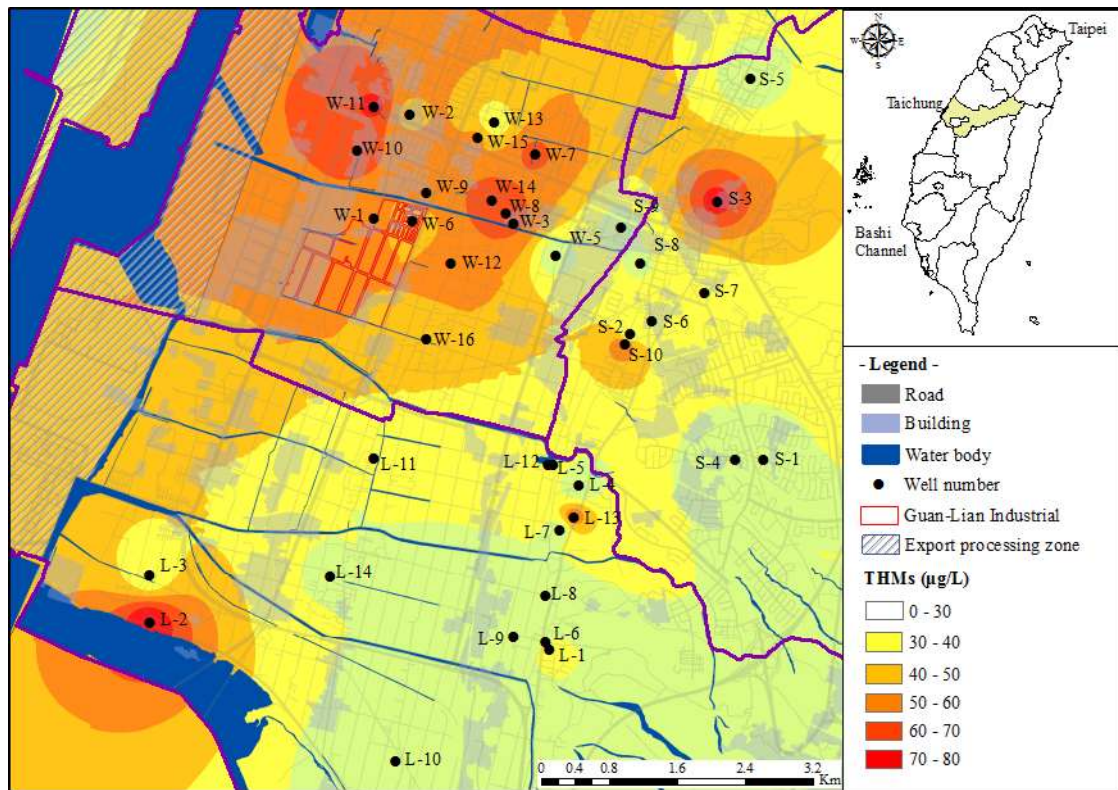 S-5
W-11
W-2
W-13
W-15
W-10
W-7
W-9
W-14
S-3
W-8
S-9
W-1
W-6
W-3
W-5
S-8
W-12
S-7
S-6
S-2
W-16
S-10
L-11
L-12
L-5
S-4
S-1
L-4
L-13
L-7
L-3
L-14
L-8
L-2
L-9
L-6
L-1
L-10
0 0.4 0.8 1.6 2.4 3.2
Km
N
W E
S
Taipei
Taichung
Bashi
Channel
- Legend -
Road
Building
Water body
Well number
Guan-Lian Industrial
Export processing zone
THMs (µg/L)
0 - 30
30 - 40
40 - 50
50 - 60
60 - 70
70 - 80